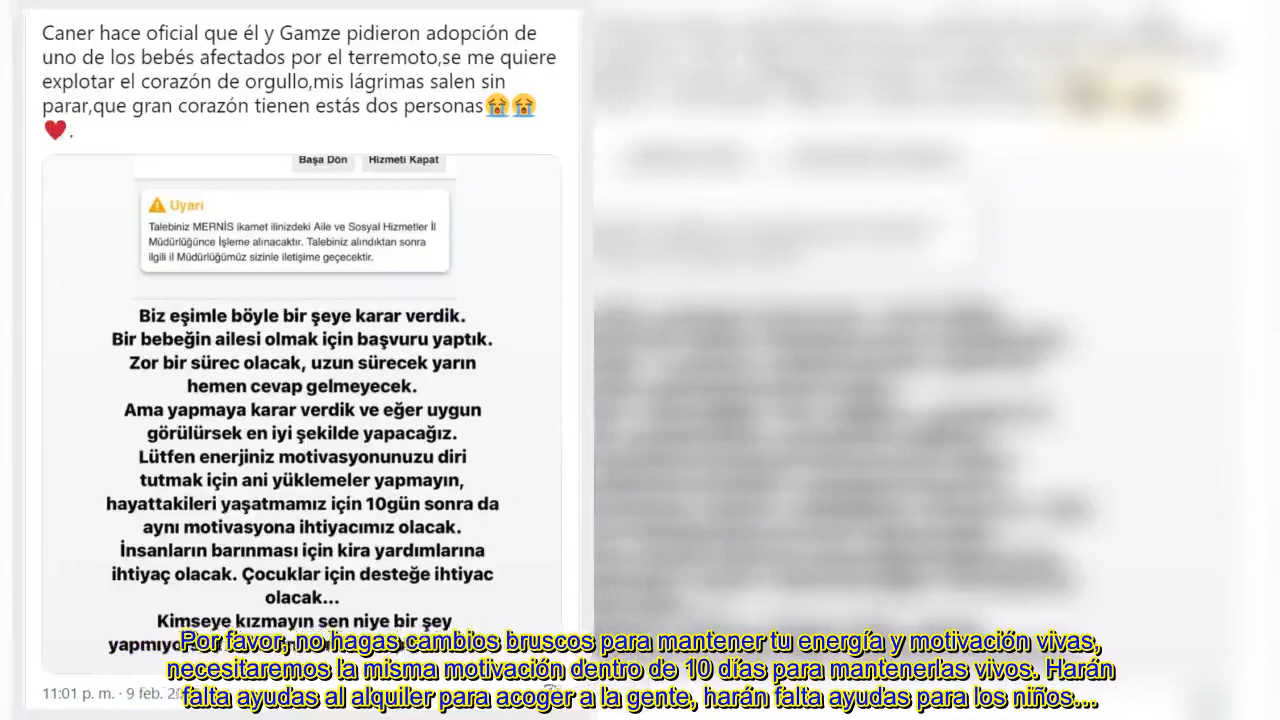 Caner hace oficial que él y Gamze pidieron adopción de
uno de los bebés afectados por el terremoto,se me quiere
explotar el corazón de orgullo,mis lágrimas salen sin
parar,que gran corazón tienen estás dos personas😭😭
❤️.
Başa Dön Hizmeti Kapat
⚠ Uyarı
Talebiniz MERNİS ikamet ilinizdeki Aile ve Sosyal Hizmetler İl
Müdürlüğünce İşleme alınacaktır. Talebiniz alındıktan sonra
ilgili il Müdürlüğümüz sizinle iletişime geçecektir.
Biz eşimle böyle bir şeye karar verdik.
Bir bebeğin ailesi olmak için başvuru yaptık.
Zor bir sürec olacak, uzun sürecek yarın
hemen cevap gelmeyecek.
Ama yapmaya karar verdik ve eğer uygun
görülürsek en iyi şekilde yapacağız.
Lütfen enerjiniz motivasyonunuzu diri
tutmak için ani yüklemeler yapmayın,
hayattakileri yaşatmamız için 10gün sonra da
aynı motivasyona ihtiyacımız olacak.
İnsanların barınması için kira yardımlarına
ihtiyaç olacak. Çocuklar için desteğe ihtiyac
olacak...
Kimseye kızmayın sen niye bir şey
Por favor, no hagas cambios bruscos para mantener tu energía y motivación vivas,
necesitaremos la misma motivación dentro de 10 días para mantenerlas vivos. Harán
falta ayudas al alquiler para acoger a la gente, harán falta ayudas para los niños...
11:01 p. m. · 9 feb.